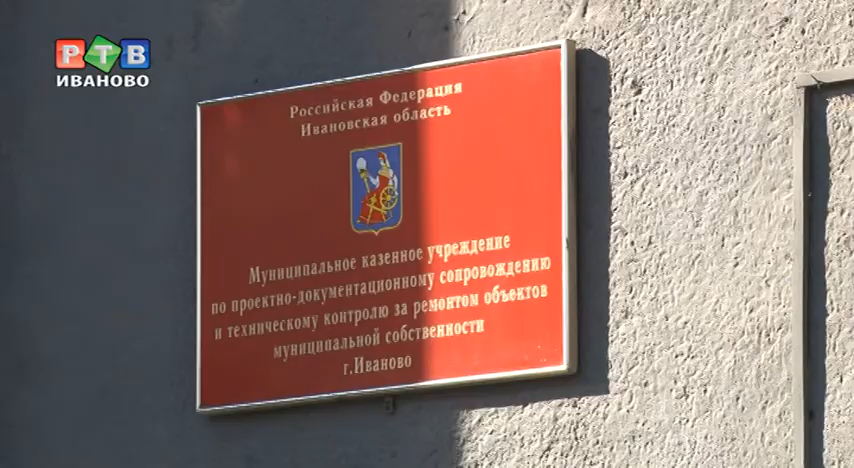 РТВ
ИВАНОВО
Российская Федерация
Ивановская область
Муниципальное казенное учреждение
по проектно-документационному сопровождению
и техническому контролю за ремонтом объектов
муниципальной собственности
г.Иваново